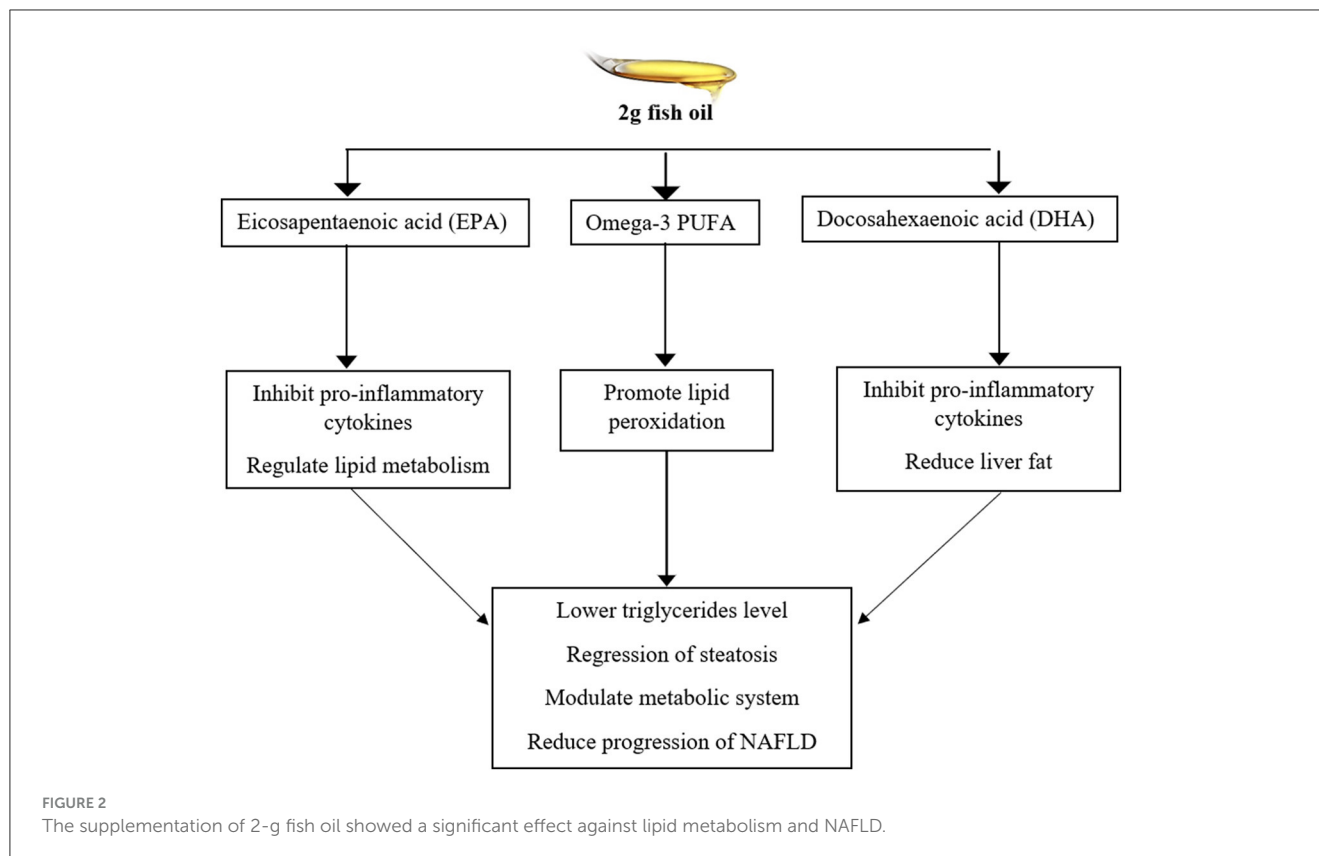 2g fish oil
Eicosapentaenoic acid (EPA)
Omega-3 PUFA
Docosahexaenoic acid (DHA)
Inhibit pro-inflammatory
cytokines
Regulate lipid metabolism
Promote lipid
peroxidation
Inhibit pro-inflammatory
cytokines
Reduce liver fat
Lower triglycerides level
Regression of steatosis
Modulate metabolic system
Reduce progression of NAFLD
FIGURE 2
The supplementation of 2-g fish oil showed a significant effect against lipid metabolism and NAFLD.